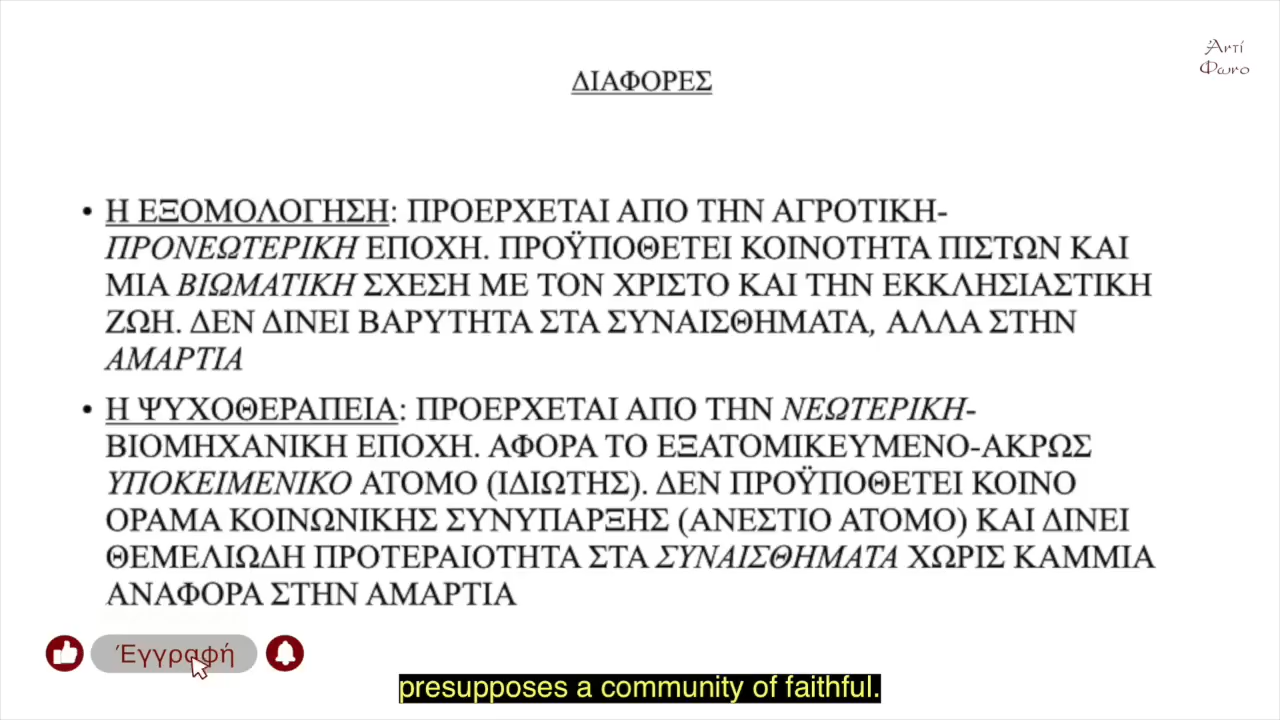 Ἀντί
Φωνο
ΔΙΑΦΟΡΕΣ
• Η ΕΞΟΜΟΛΟΓΗΣΗ: ΠΡΟΕΡΧΕΤΑΙ ΑΠΟ ΤΗΝ ΑΓΡΟΤΙΚΗ-
ΠΡΟΝΕΩΤΕΡΙΚΗ ΕΠΟΧΗ. ΠΡΟΫΠΟΘΕΤΕΙ ΚΟΙΝΟΤΗΤΑ ΠΙΣΤΩΝ ΚΑΙ
ΜΙΑ ΒΙΩΜΑΤΙΚΗ ΣΧΕΣΗ ΜΕ ΤΟΝ ΧΡΙΣΤΟ ΚΑΙ ΤΗΝ ΕΚΚΛΗΣΙΑΣΤΙΚΗ
ΖΩΗ. ΔΕΝ ΔΙΝΕΙ ΒΑΡΥΤΗΤΑ ΣΤΑ ΣΥΝΑΙΣΘΗΜΑΤΑ, ΑΛΛΑ ΣΤΗΝ
ΑΜΑΡΤΙΑ
• Η ΨΥΧΟΘΕΡΑΠΕΙΑ: ΠΡΟΕΡΧΕΤΑΙ ΑΠΟ ΤΗΝ ΝΕΩΤΕΡΙΚΗ-
ΒΙΟΜΗΧΑΝΙΚΗ ΕΠΟΧΗ. ΑΦΟΡΑ ΤΟ ΕΞΑΤΟΜΙΚΕΥΜΕΝΟ-ΑΚΡΩΣ
ΥΠΟΚΕΙΜΕΝΙΚΟ ΑΤΟΜΟ (ΙΔΙΩΤΗΣ). ΔΕΝ ΠΡΟΫΠΟΘΕΤΕΙ ΚΟΙΝΟ
ΟΡΑΜΑ ΚΟΙΝΩΝΙΚΗΣ ΣΥΝΥΠΑΡΞΗΣ (ΑΝΕΣΤΙΟ ΑΤΟΜΟ) ΚΑΙ ΔΙΝΕΙ
ΘΕΜΕΛΙΩΔΗ ΠΡΟΤΕΡΑΙΟΤΗΤΑ ΣΤΑ ΣΥΝΑΙΣΘΗΜΑΤΑ ΧΩΡΙΣ ΚΑΜΜΙΑ
ΑΝΑΦΟΡΑ ΣΤΗΝ ΑΜΑΡΤΙΑ
Έγγραφή
presupposes a community of faithful.